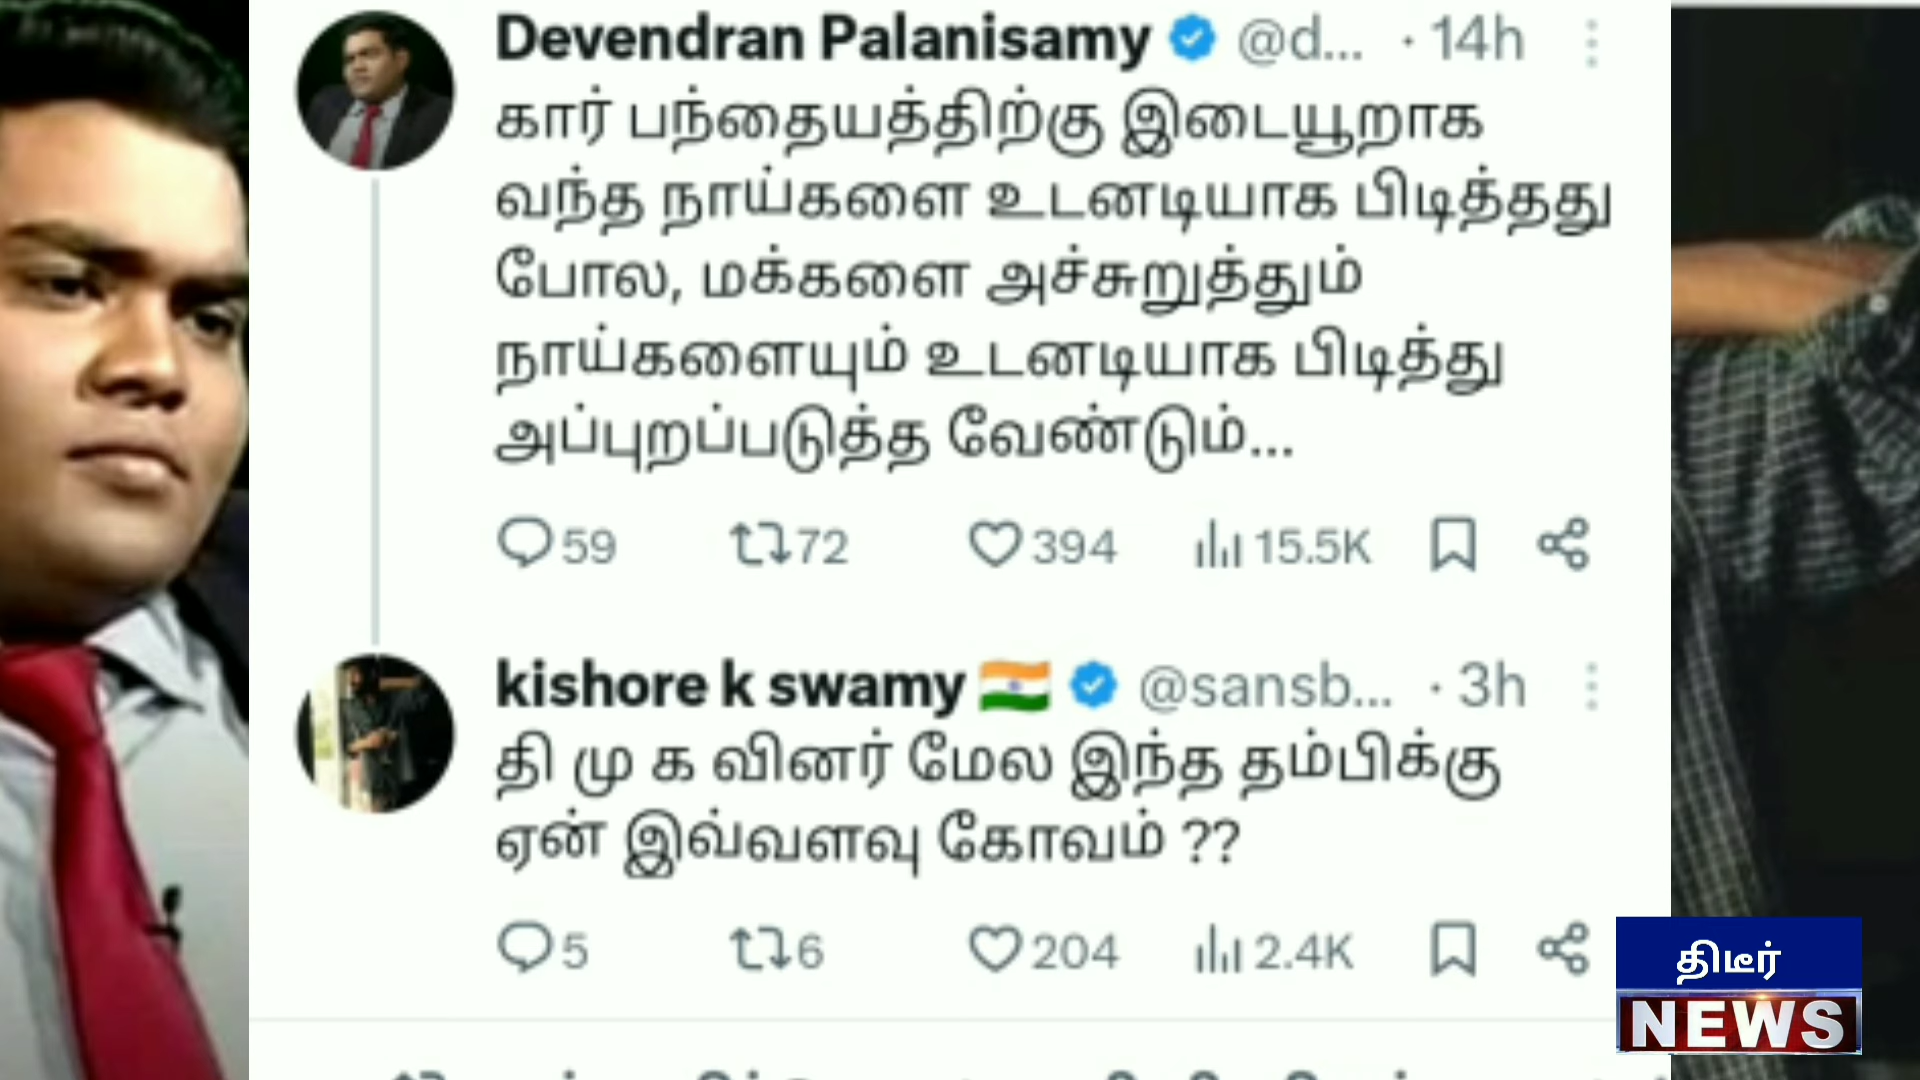 Devendran Palanisamy @d... · 14h
கார் பந்தையத்திற்கு இடையூறாக
வந்த நாய்களை உடனடியாக பிடித்தது
போல, மக்களை அச்சுறுத்தும்
நாய்களையும் உடனடியாக பிடித்து
அப்புறப்படுத்த வேண்டும்...
59 72 394 15.5K
kishore k swamy 🇮🇳 @sansb... · 3h
தி மு க வினர் மேல இந்த தம்பிக்கு
ஏன் இவ்வளவு கோவம் ??
5 6 204 2.4K
திடீர்
NEWS